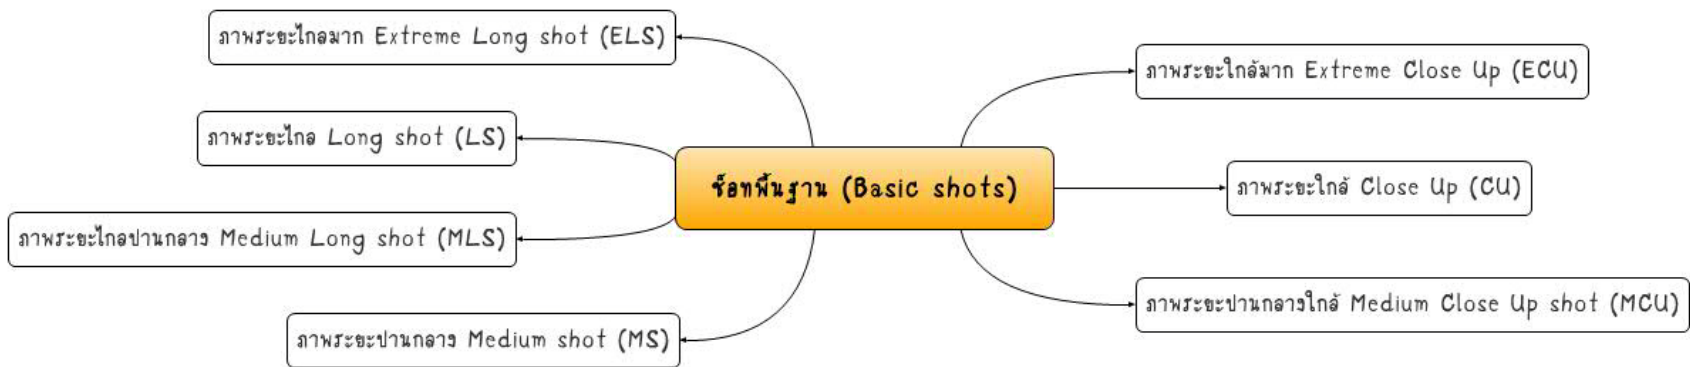 ภาพระยะไกลมาก Extreme Long shot (ELS)
ภาพระยะไกล Long shot (LS)
ภาพระยะไกลปานกลาง Medium Long shot (MLS)
ภาพระยะปานกลาง Medium shot (MS)
ช็อทพื้นฐาน (Basic shots)
ภาพระยะใกล้มาก Extreme Close Up (ECU)
ภาพระยะใกล้ Close Up (CU)
ภาพระยะปานกลางใกล้ Medium Close Up shot (MCU)